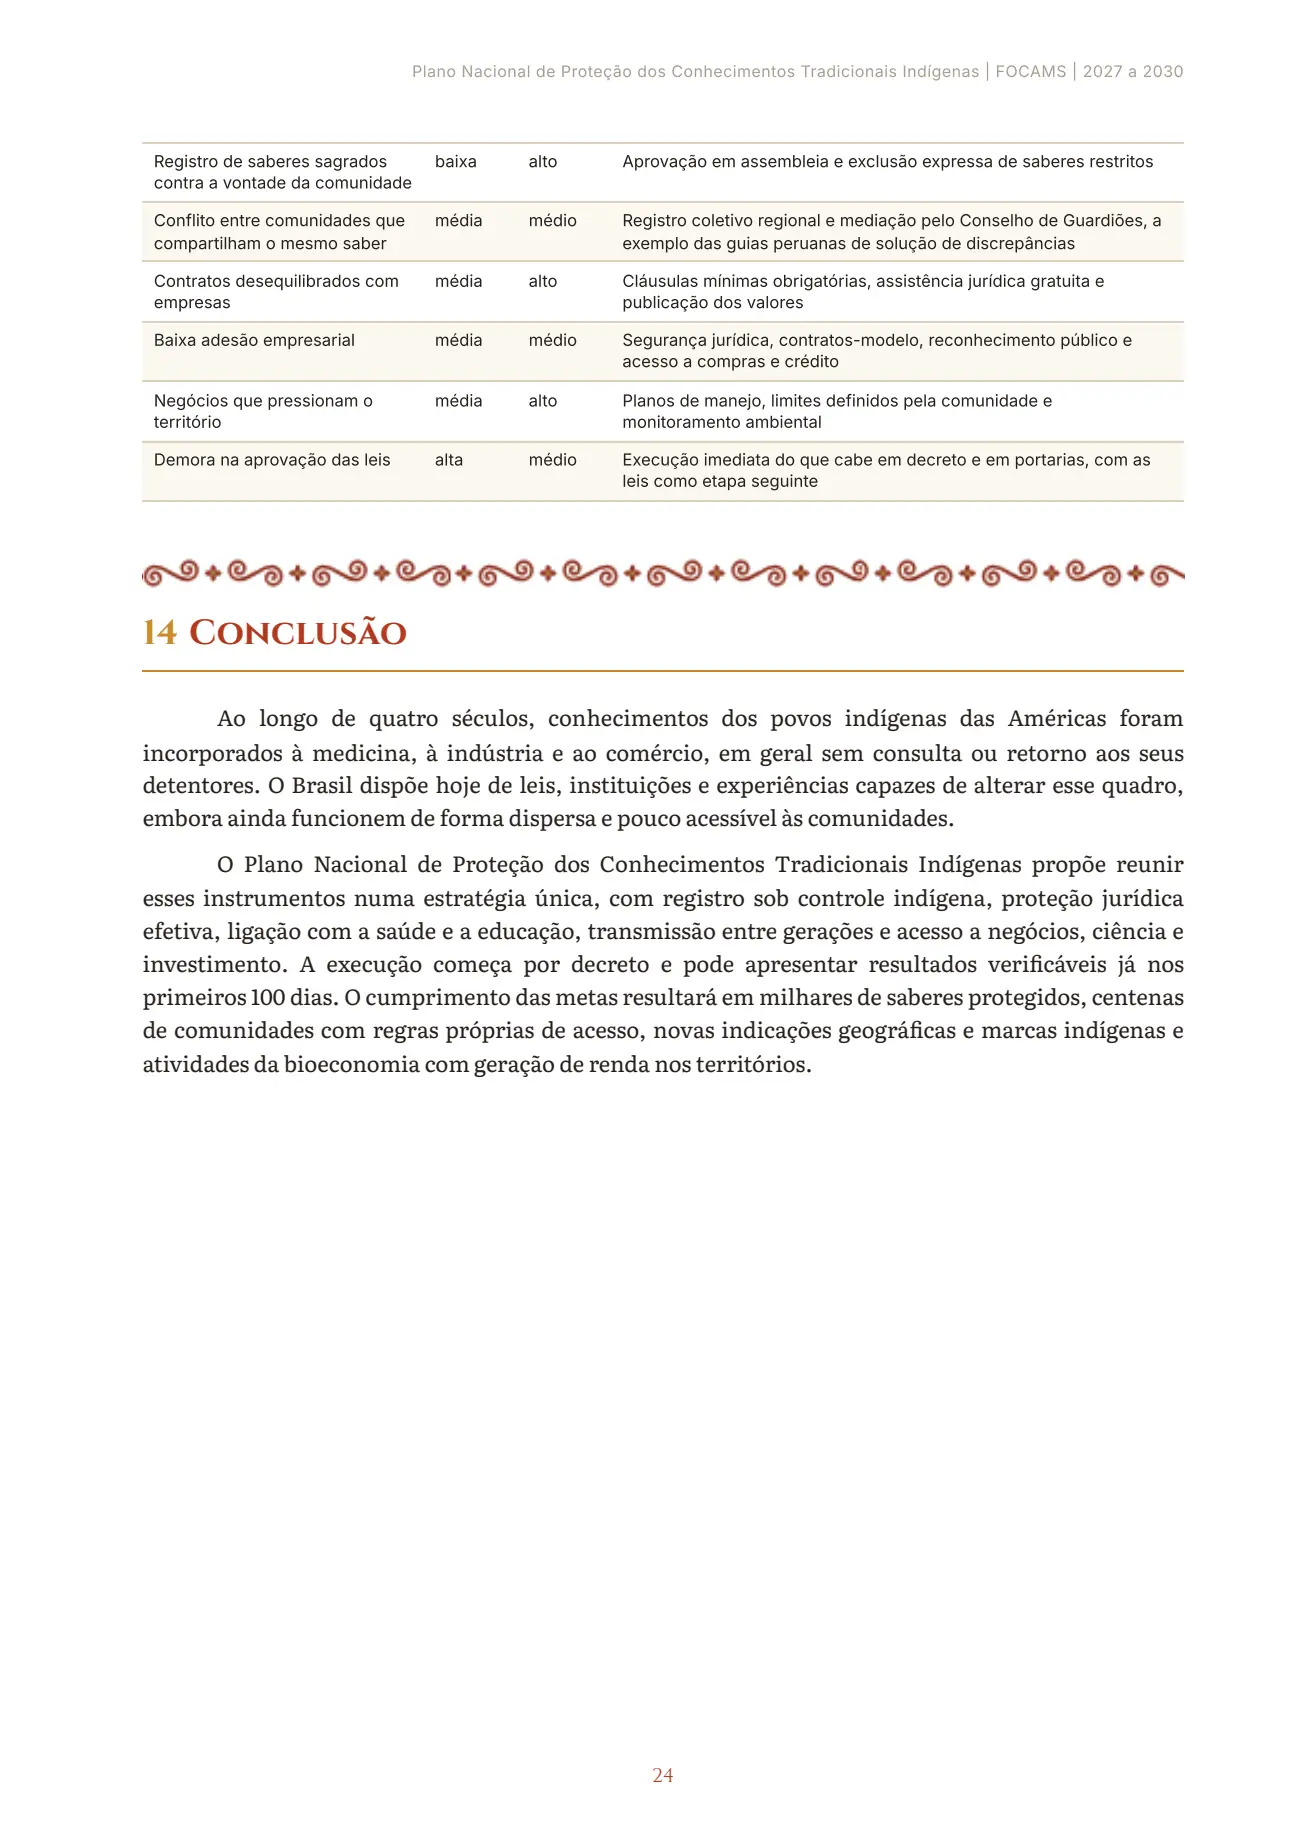 Plano Nacional de Proteção dos Conhecimentos Tradicionais Indígenas | FOCAMS | 2027 a 2030
Registro de saberes sagrados
contra a vontade da comunidade
baixa
alto
Aprovação em assembleia e exclusão expressa de saberes restritos
Conflito entre comunidades que
compartilham o mesmo saber
média
médio
Registro coletivo regional e mediação pelo Conselho de Guardiões, a
exemplo das guias peruanas de solução de discrepâncias
Contratos desequilibrados com
empresas
média
alto
Cláusulas mínimas obrigatórias, assistência jurídica gratuita e
publicação dos valores
Baixa adesão empresarial
média
médio
Segurança jurídica, contratos-modelo, reconhecimento público e
acesso a compras e crédito
Negócios que pressionam o
território
média
alto
Planos de manejo, limites definidos pela comunidade e
monitoramento ambiental
Demora na aprovação das leis
alta
médio
Execução imediata do que cabe em decreto e em portarias, com as
leis como etapa seguinte
14 Conclusão
Ao longo de quatro séculos, conhecimentos dos povos indígenas das Américas foram
incorporados à medicina, à indústria e ao comércio, em geral sem consulta ou retorno aos seus
detentores. O Brasil dispõe hoje de leis, instituições e experiências capazes de alterar esse quadro,
embora ainda funcionem de forma dispersa e pouco acessível às comunidades.
O Plano Nacional de Proteção dos Conhecimentos Tradicionais Indígenas propõe reunir
esses instrumentos numa estratégia única, com registro sob controle indígena, proteção jurídica
efetiva, ligação com a saúde e a educação, transmissão entre gerações e acesso a negócios, ciência e
investimento. A execução começa por decreto e pode apresentar resultados verificáveis já nos
primeiros 100 dias. O cumprimento das metas resultará em milhares de saberes protegidos, centenas
de comunidades com regras próprias de acesso, novas indicações geográficas e marcas indígenas e
atividades da bioeconomia com geração de renda nos territórios.
24